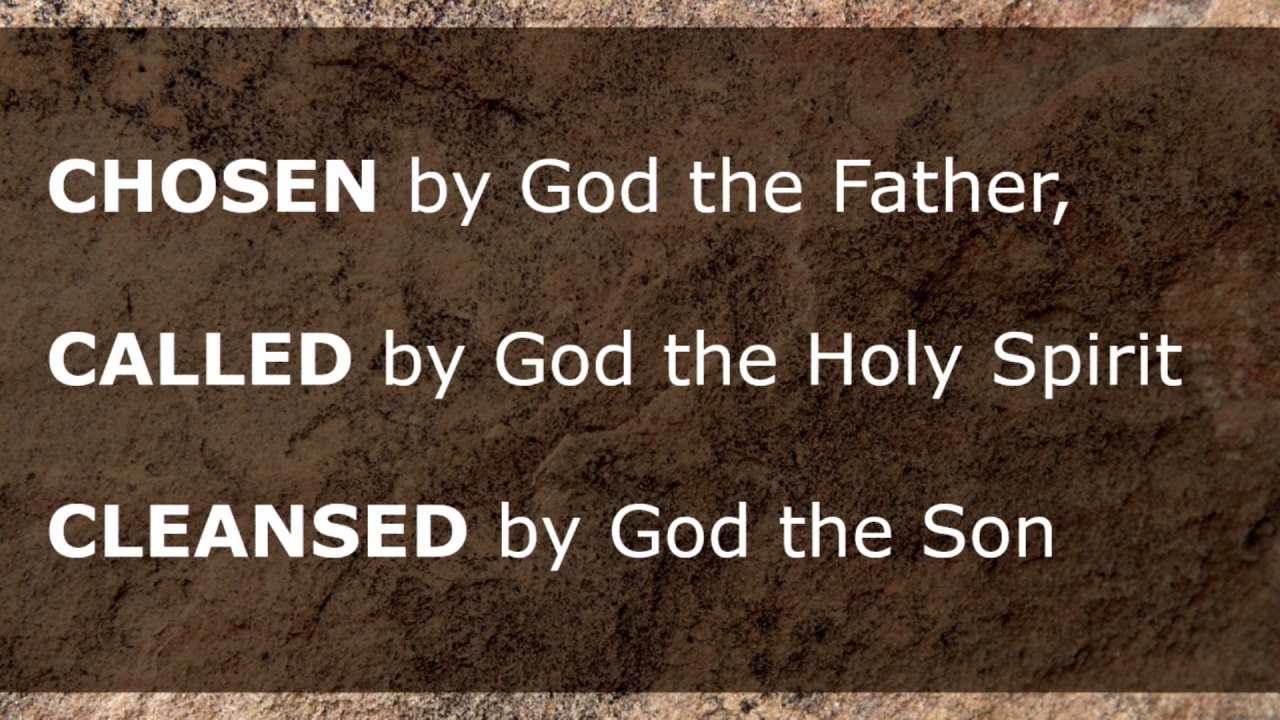 CHOSEN by God the Father,
CALLED by God the Holy Spirit
CLEANSED by God the Son